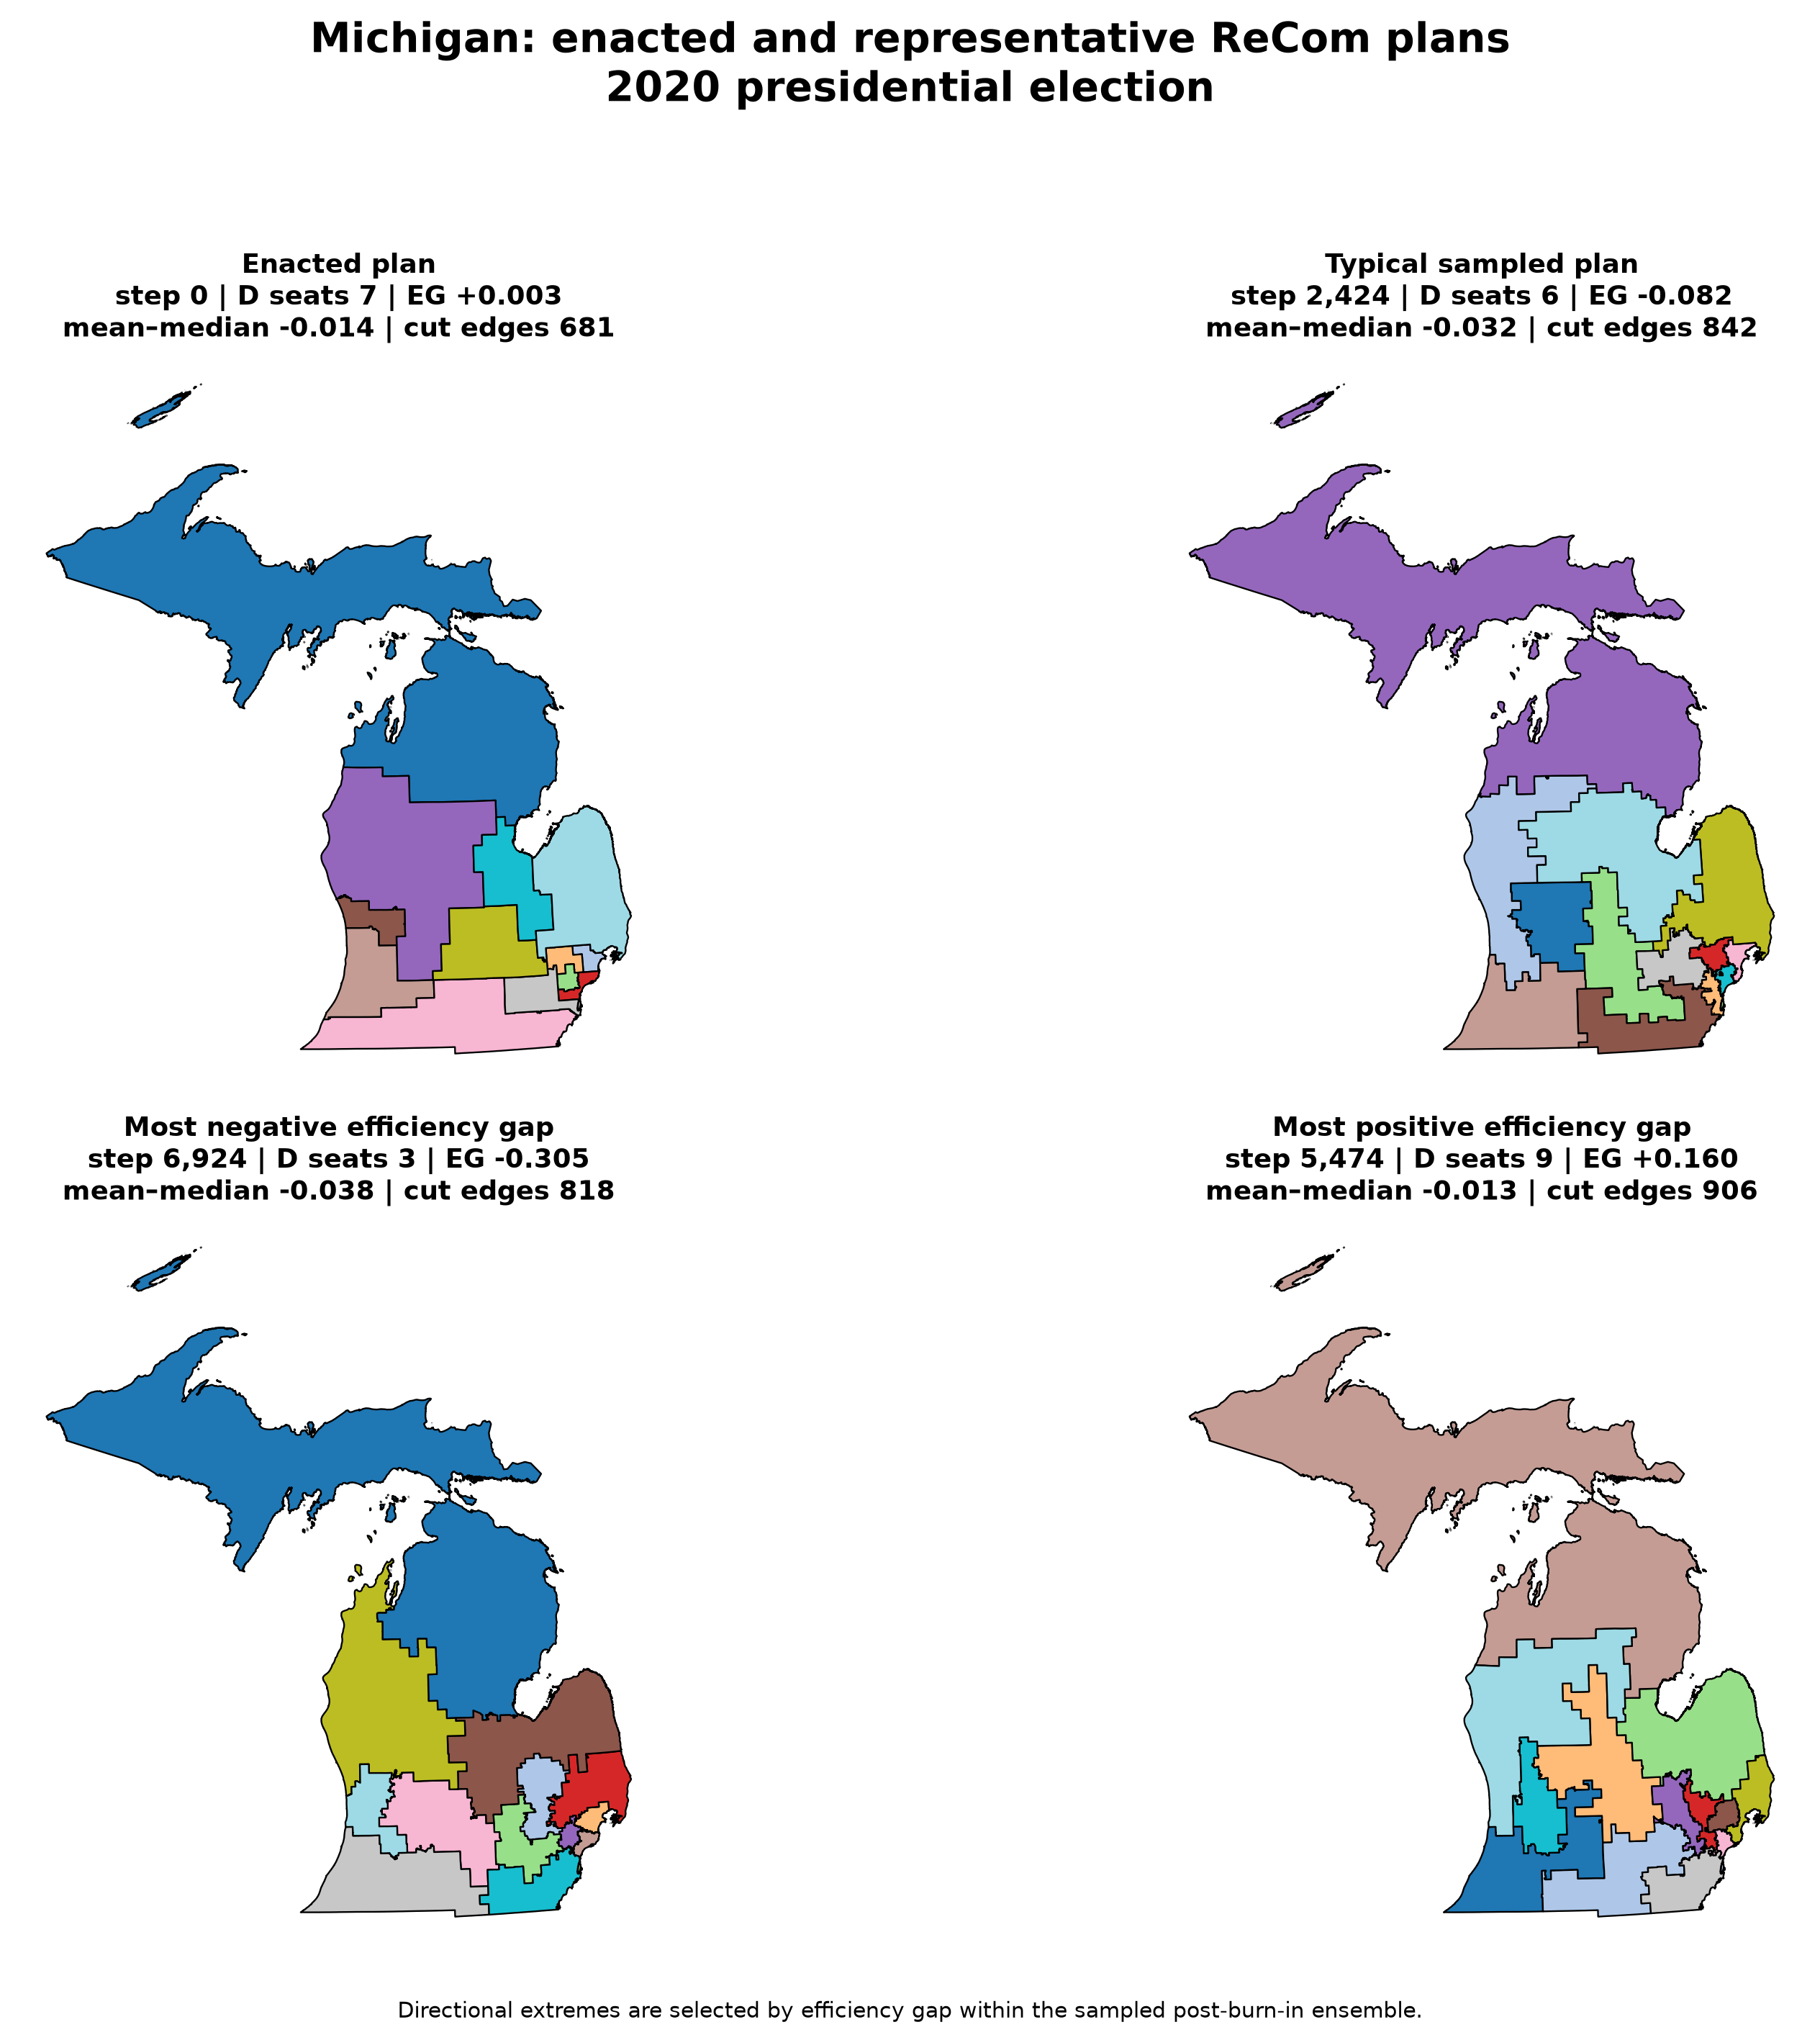 Michigan: enacted and representative ReCom plans
2020 presidential election
Enacted plan
step 0 | D seats 7 | EG +0.003
mean–median -0.014 | cut edges 681
Typical sampled plan
step 2,424 | D seats 6 | EG -0.082
mean–median -0.032 | cut edges 842
Most negative efficiency gap
step 6,924 | D seats 3 | EG -0.305
mean–median -0.038 | cut edges 818
Most positive efficiency gap
step 5,474 | D seats 9 | EG +0.160
mean–median -0.013 | cut edges 906
Directional extremes are selected by efficiency gap within the sampled post-burn-in ensemble.